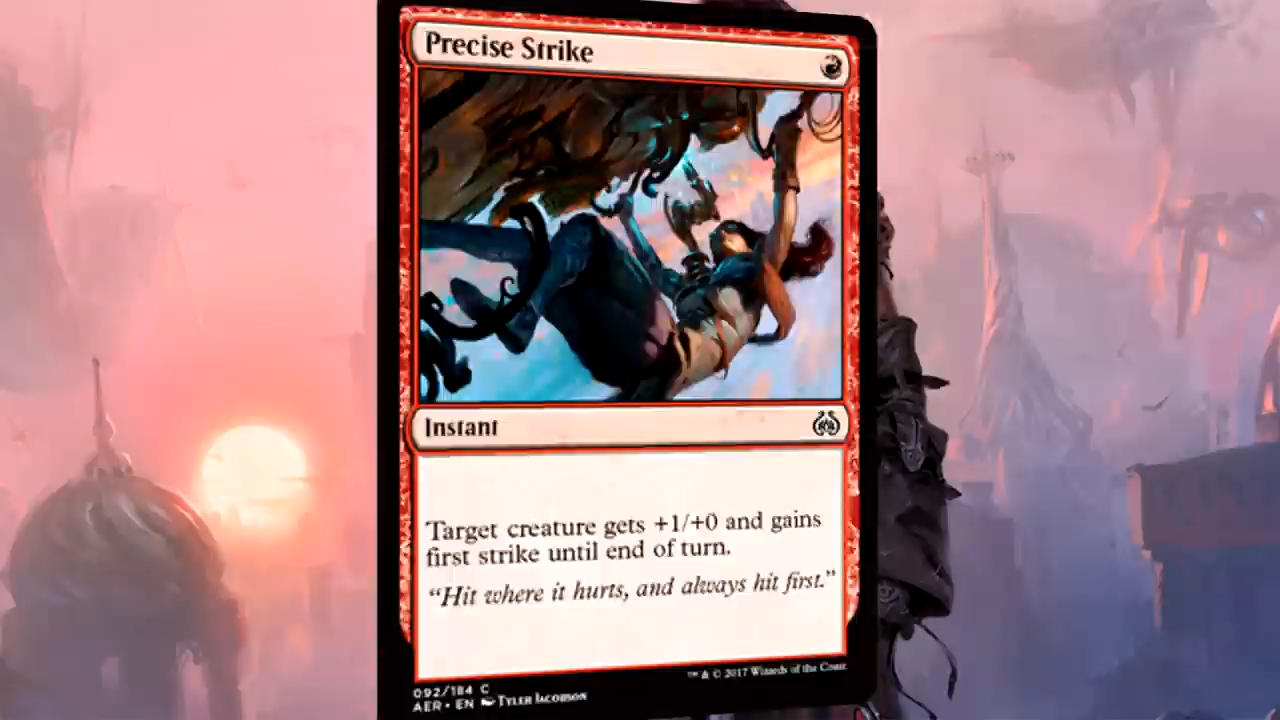 Precise Strike
Instant
Target creature gets +1/+0 and gains
first strike until end of turn.
“Hit where it hurts, and always hit first.”
092/184 C
AER • EN Tyler Jacobson
™ & © 2017 Wizards of the Coast